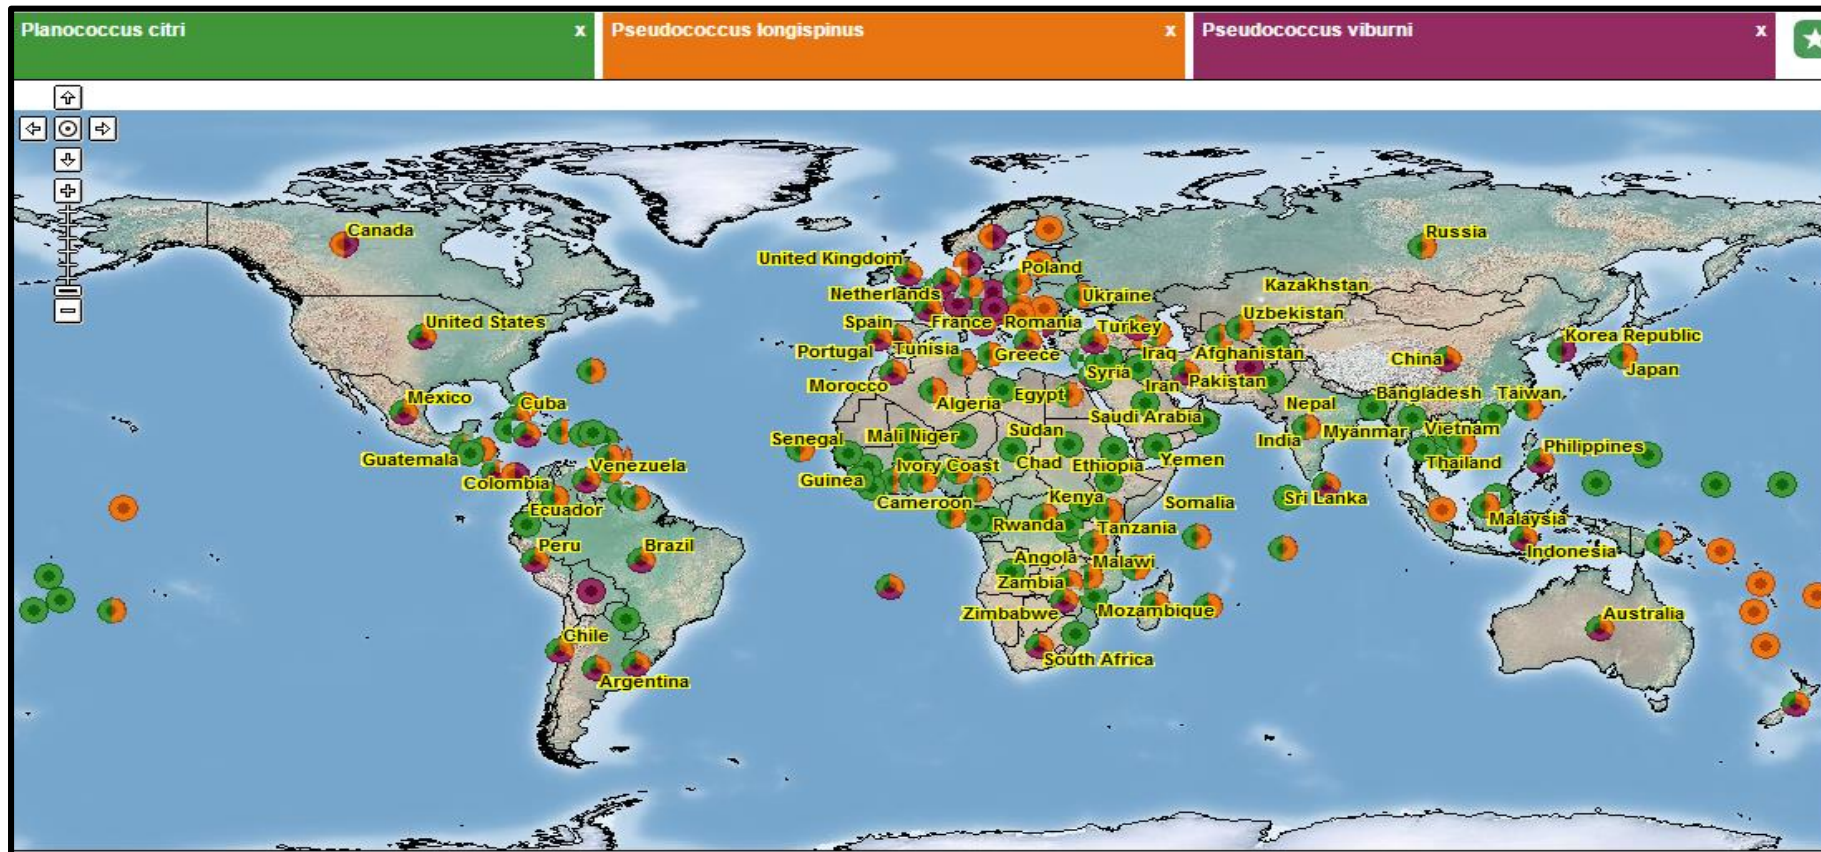 Planococcus citri x Pseudococcus longispinus x Pseudococcus viburni x
Canada
Russia
United Kingdom
Poland
Kazakhstan
Netherlands
Ukraine
United States
Spain
France
Romania
Turkey
Uzbekistan
Korea Republic
Portugal
Tunisia
Greece
Iraq
Afghanistan
China
Japan
Morocco
Syria
Iran
Pakistan
Mexico
Cuba
Algeria
Egypt
Saudi Arabia
Nepal
Bangladesh
Taiwan
Senegal
Mali
Niger
Sudan
India
Myanmar
Vietnam
Guatemala
Venezuela
Ivory Coast
Chad
Ethiopia
Yemen
Thailand
Philippines
Colombia
Guinea
Cameroon
Kenya
Somalia
Sri Lanka
Ecuador
Rwanda
Tanzania
Malaysia
Peru
Brazil
Angola
Malawi
Indonesia
Zambia
Zimbabwe
Mozambique
Australia
Chile
South Africa
Argentina